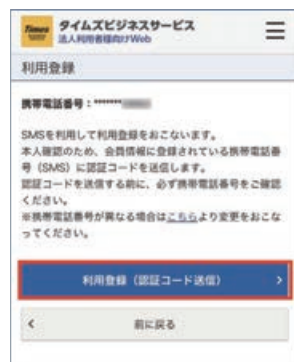 Times タイムズビジネスサービス
法人利用者様向けWeb
利用登録
携帯電話番号:*******
SMSを利用して利用登録をおこないます。
本人確認のため、会員情報に登録されている携帯電話番
号(SMS)に認証コードを送信します。
認証コードを送信する前に、必ず携帯電話番号をご確認
ください。
※携帯電話番号が異なる場合はこちらより変更をおこな
ってください。
利用登録(認証コード送信) >
< 前に戻る